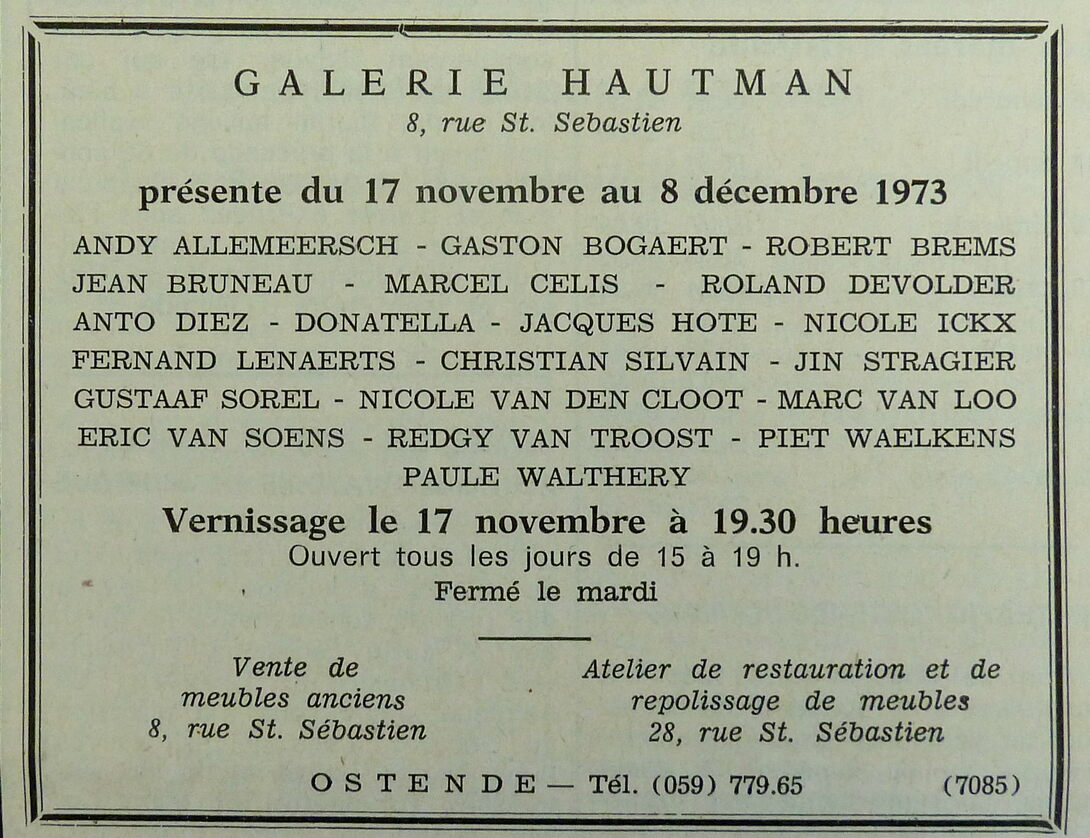 GALERIE HAUTMAN
8, rue St. Sebastien
présente du 17 novembre au 8 décembre 1973
ANDY ALLEMEERSCH - GASTON BOGAERT - ROBERT BREMS
JEAN BRUNEAU - MARCEL CELIS - ROLAND DEVOLDER
ANTO DIEZ - DONATELLA - JACQUES HOTE - NICOLE ICKX
FERNAND LENAERTS - CHRISTIAN SILVAIN - JIN STRAGIER
GUSTAAF SOREL - NICOLE VAN DEN CLOOT - MARC VAN LOO
ERIC VAN SOENS - REDGY VAN TROOST - PIET WAELKENS
PAULE WALTHERY
Vernissage le 17 novembre à 19.30 heures
Ouvert tous les jours de 15 à 19 h.
Fermé le mardi
Vente de
meubles anciens
8, rue St. Sébastien
Atelier de restauration et de
repolissage de meubles
28, rue St. Sébastien
OSTENDE — Tél. (059) 779.65 (7085)